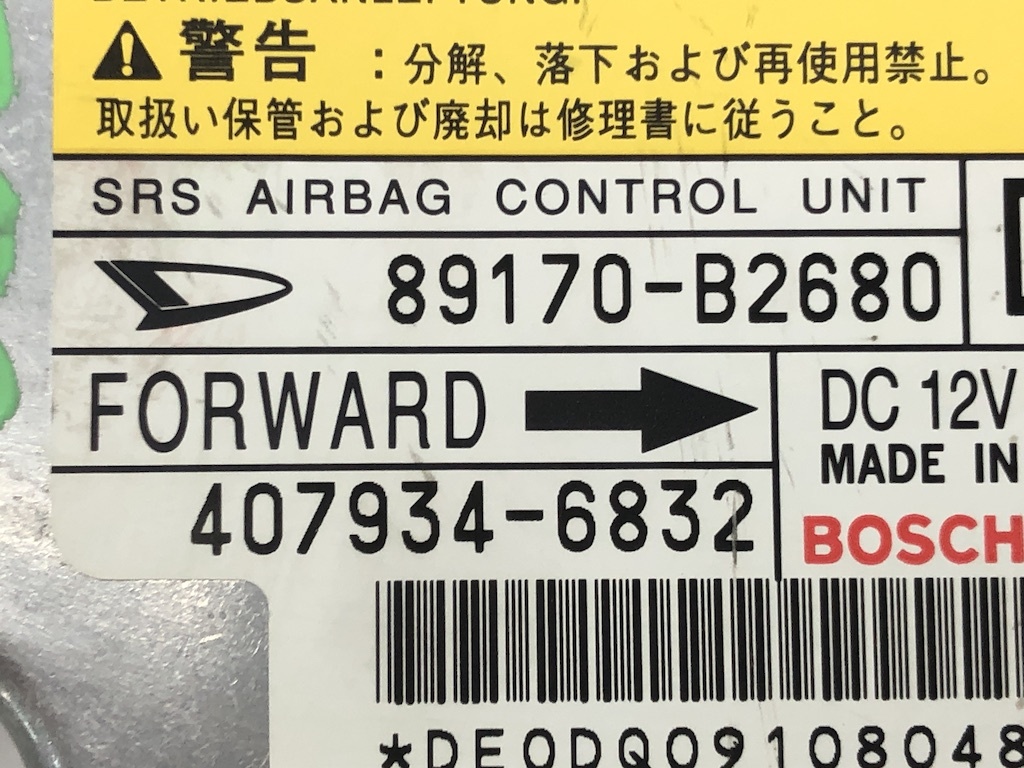 警告 : 分解、落下および再使用禁止。
取扱い保管および廃却は修理書に従うこと。
SRS AIRBAG CONTROL UNIT
89170-B2680
FORWARD
DC 12V
MADE IN
407934-6832
BOSCH
*DE0DQ09108048